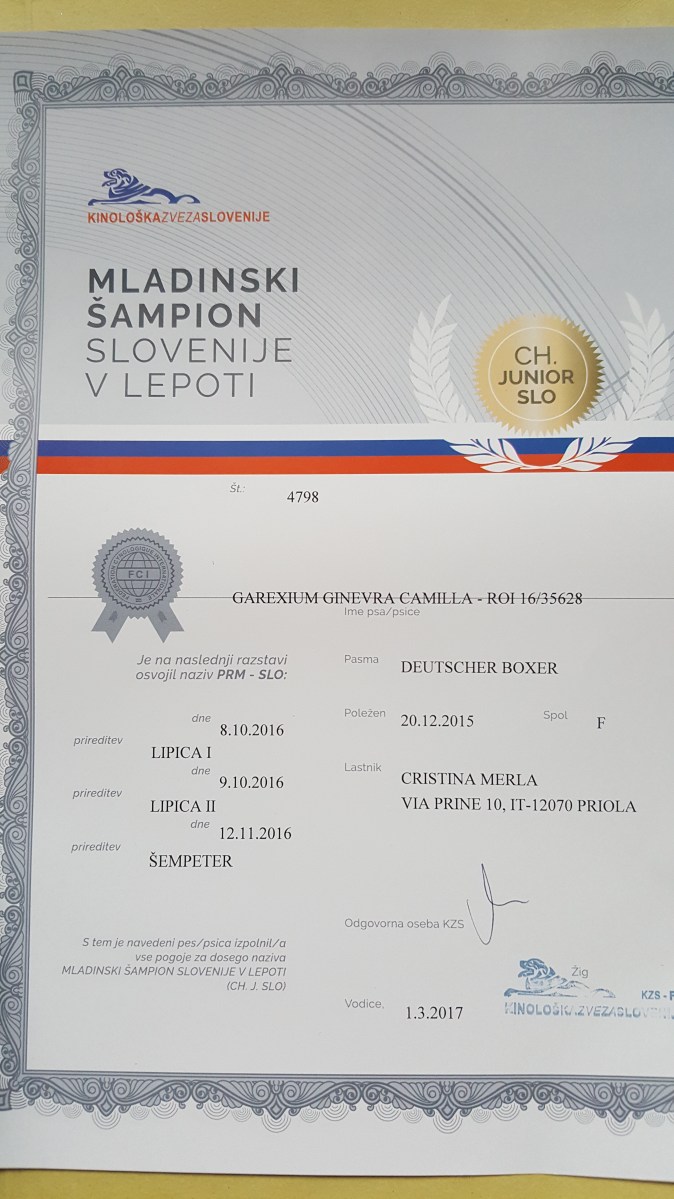 KINOLOŠKAZVEZASLOVENIJE
MLADINSKI
ŠAMPION
SLOVENIJE
V LEPOTI
CH.
JUNIOR
SLO
Št.: 4798
FCI
GAREXIUM GINEVRA CAMILLA - ROI 16/35628
Ime psa/psice
Je na naslednji razstavi
osvojil naziv PRM - SLO:
dne 8.10.2016
prireditev LIPICA I
dne 9.10.2016
prireditev LIPICA II
dne 12.11.2016
prireditev ŠEMPETER
Pasma DEUTSCHER BOXER
Poležen 20.12.2015 Spol F
Lastnik CRISTINA MERLA
VIA PRINE 10, IT-12070 PRIOLA
Odgovorna oseba KZS
S tem je navedeni pes/psica izpolnil/a
vse pogoje za dosego naziva
MLADINSKI ŠAMPION SLOVENIJE V LEPOTI
(CH. J. SLO)
Vodice, 1.3.2017
Žig
KZS -
KINOLOŠKAZVEZASLOVENIJE